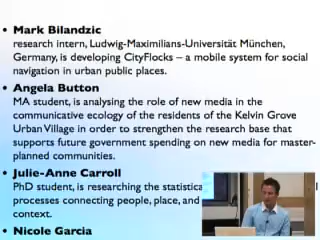 • Mark Bilandzic
research intern, Ludwig-Maximilians-Universität München,
Germany, is developing CityFlocks – a mobile system for social
navigation in urban public places.
• Angela Button
MA student, is analysing the role of new media in the
communicative ecology of the residents of the Kelvin Grove
Urban Village in order to strengthen the research base that
supports future government spending on new media for master-
planned communities.
• Julie-Anne Carroll
PhD student, is researching the statistica
processes connecting people, place, and
context.
• Nicole Garcia